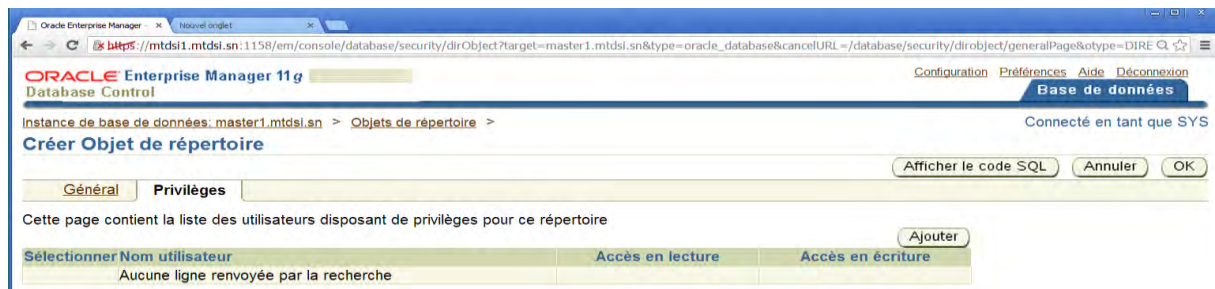 Oracle Enterprise Manager - Nouvel onglet
https://mtdsi1.mtdsi.sn:1158/em/console/database/security/dirObject?target=master1.mtdsi.sn&type=oracle_database&cancelURL=/database/security/dirobject/generalPage&otype=DIRE
ORACLE Enterprise Manager 11g
Database Control
Configuration Préférences Aide Déconnexion
Base de données
Instance de base de données: master1.mtdsi.sn > Objets de répertoire >
Connecté en tant que SYS
Créer Objet de répertoire
Afficher le code SQL Annuler OK
Général Privilèges
Cette page contient la liste des utilisateurs disposant de privilèges pour ce répertoire
Ajouter
Sélectionner Nom utilisateur Accès en lecture Accès en écriture
Aucune ligne renvoyée par la recherche